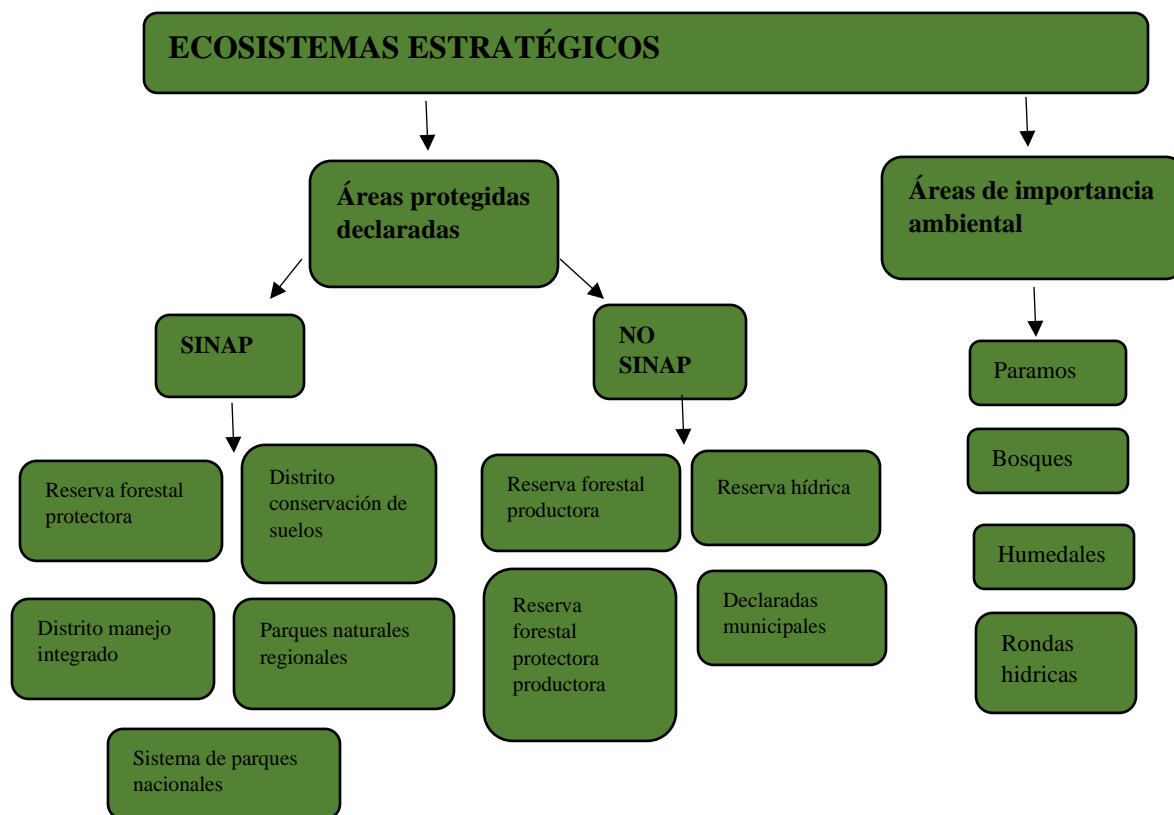 ECOSISTEMAS ESTRATÉGICOS
Áreas protegidas
declaradas
Áreas de importancia
ambiental
SINAP
NO
SINAP
Reserva forestal
protectora
Distrito
conservación de
suelos
Distrito manejo
integrado
Parques naturales
regionales
Sistema de parques
nacionales
Reserva forestal
productora
Reserva hídrica
Reserva
forestal
protectora
productora
Declaradas
municipales
Paramos
Bosques
Humedales
Rondas
hidricas